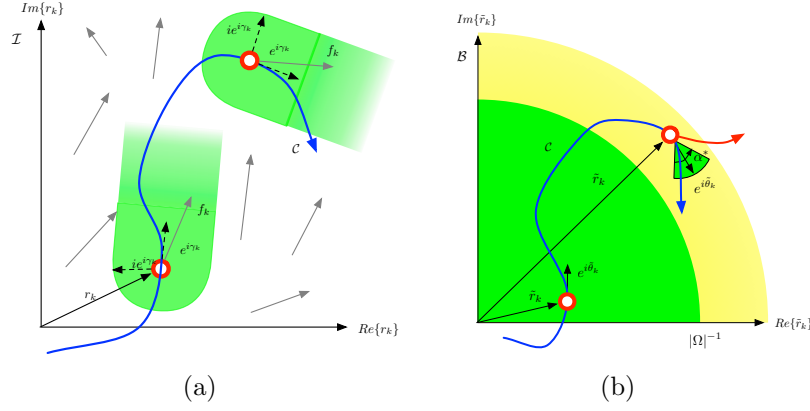 Im{r_k}
𝓘
ie^{iγ_k}
e^{iγ_k}
f_k
𝒞
f_k
e^{iγ_k}
ie^{iγ_k}
r_k
Re{r_k}
(a)
Im{r̃_k}
ℬ
𝒞
α*
r̃_k
e^{iθ̃_k}
e^{iθ̃_k}
r̃_k
Re{r̃_k}
|Ω|^{-1}
(b)